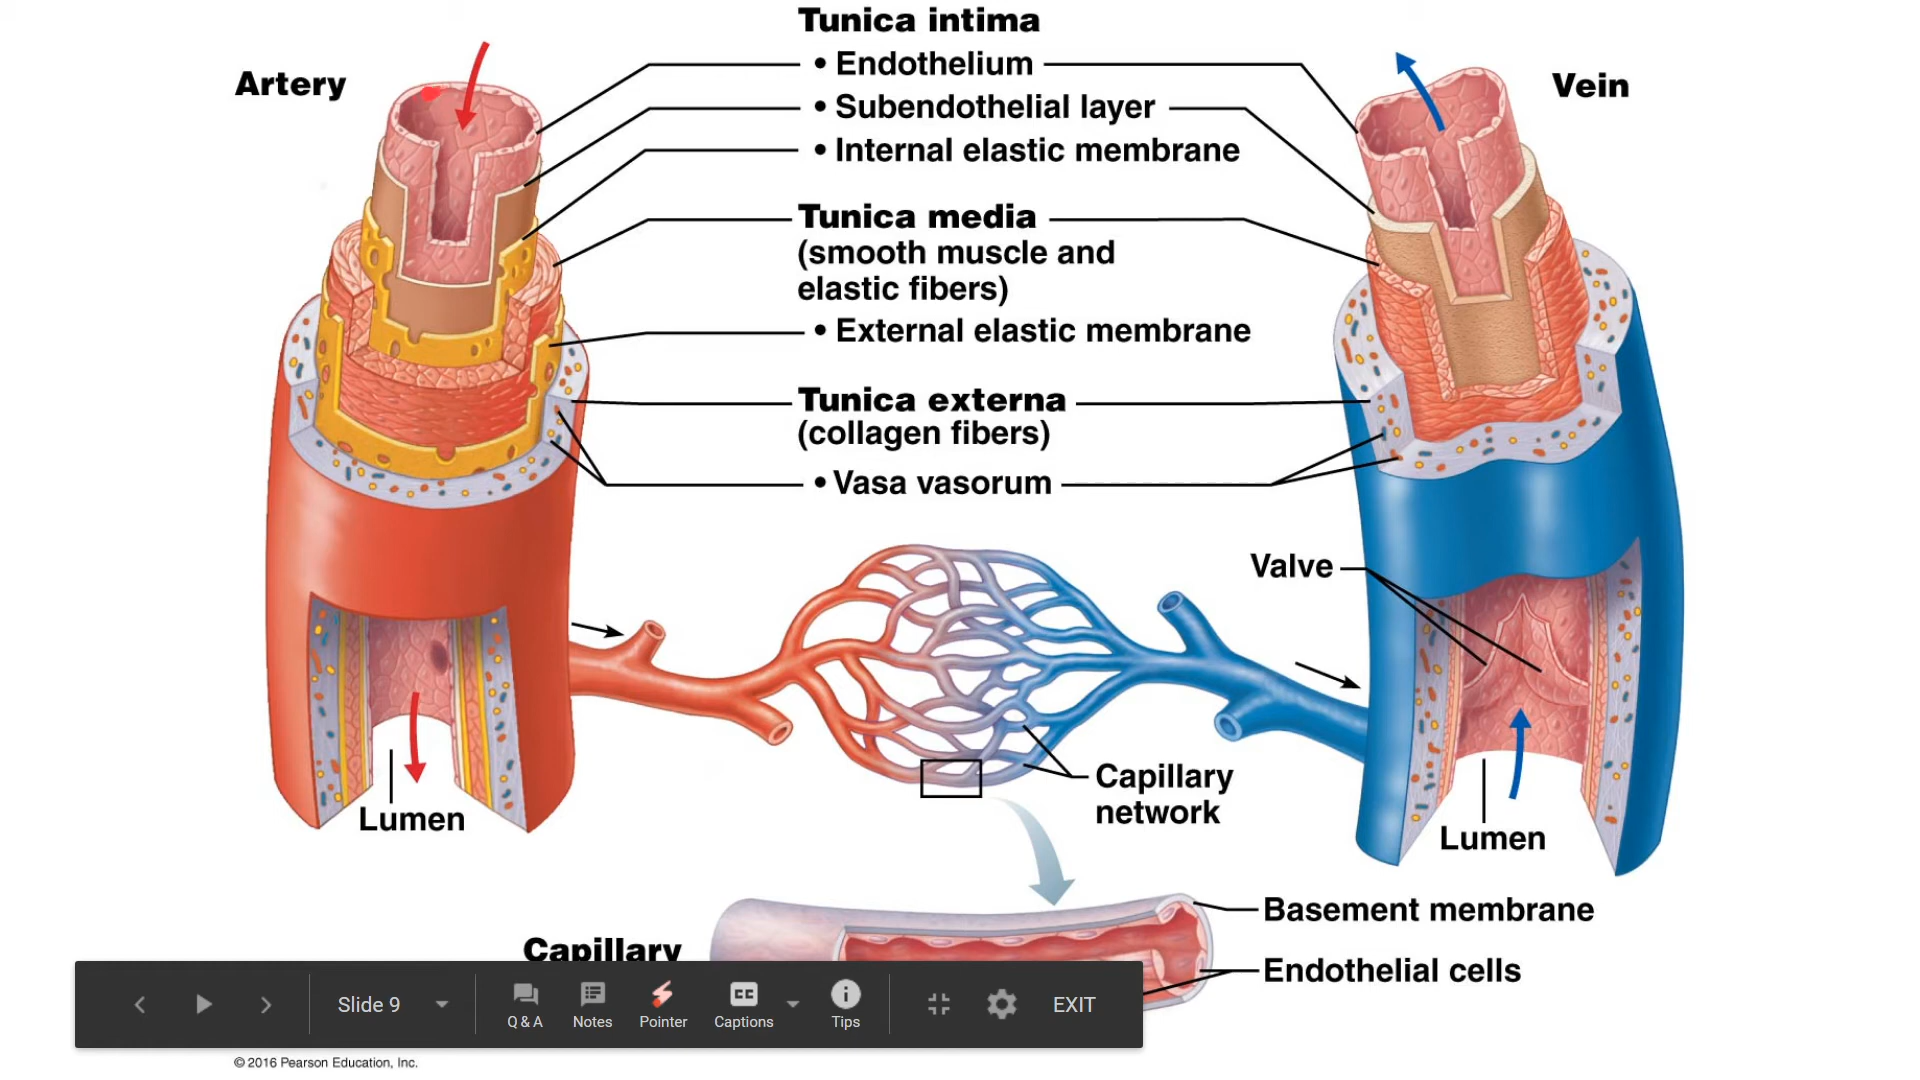 Tunica intima
Artery
• Endothelium
Vein
• Subendothelial layer
• Internal elastic membrane
Tunica media
(smooth muscle and
elastic fibers)
• External elastic membrane
Tunica externa
(collagen fibers)
• Vasa vasorum
Valve
Capillary
network
Lumen
Lumen
Basement membrane
Capillary
Endothelial cells
Slide 9
Q & A
Notes
Pointer
CC
Captions
Tips
EXIT
© 2016 Pearson Education, Inc.